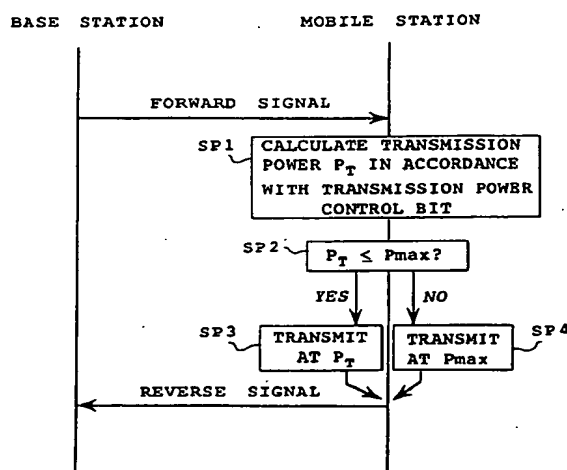 BASE STATION
MOBILE STATION
FORWARD SIGNAL
SP1
CALCULATE TRANSMISSION
POWER PT IN ACCORDANCE
WITH TRANSMISSION POWER
CONTROL BIT
SP2
PT ≤ Pmax?
YES
NO
SP3
TRANSMIT
AT PT
TRANSMIT
AT Pmax
SP4
REVERSE SIGNAL